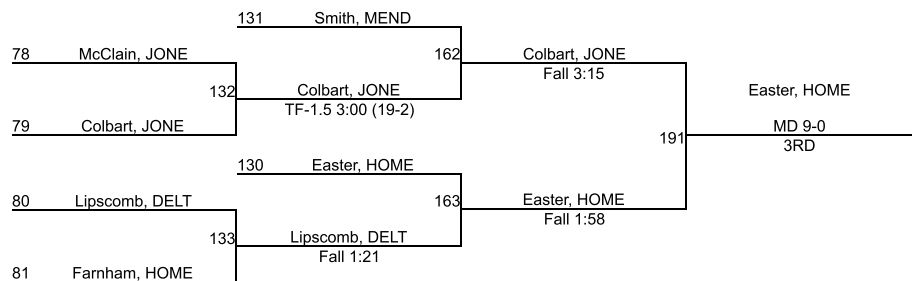 131 Smith, MEND
78 McClain, JONE
162 Colbart, JONE
Fall 3:15
132 Colbart, JONE
TF-1.5 3:00 (19-2)
Easter, HOME
79 Colbart, JONE
191 MD 9-0
3RD
130 Easter, HOME
80 Lipscomb, DELT
163 Easter, HOME
Fall 1:58
133 Lipscomb, DELT
Fall 1:21
81 Farnham, HOME